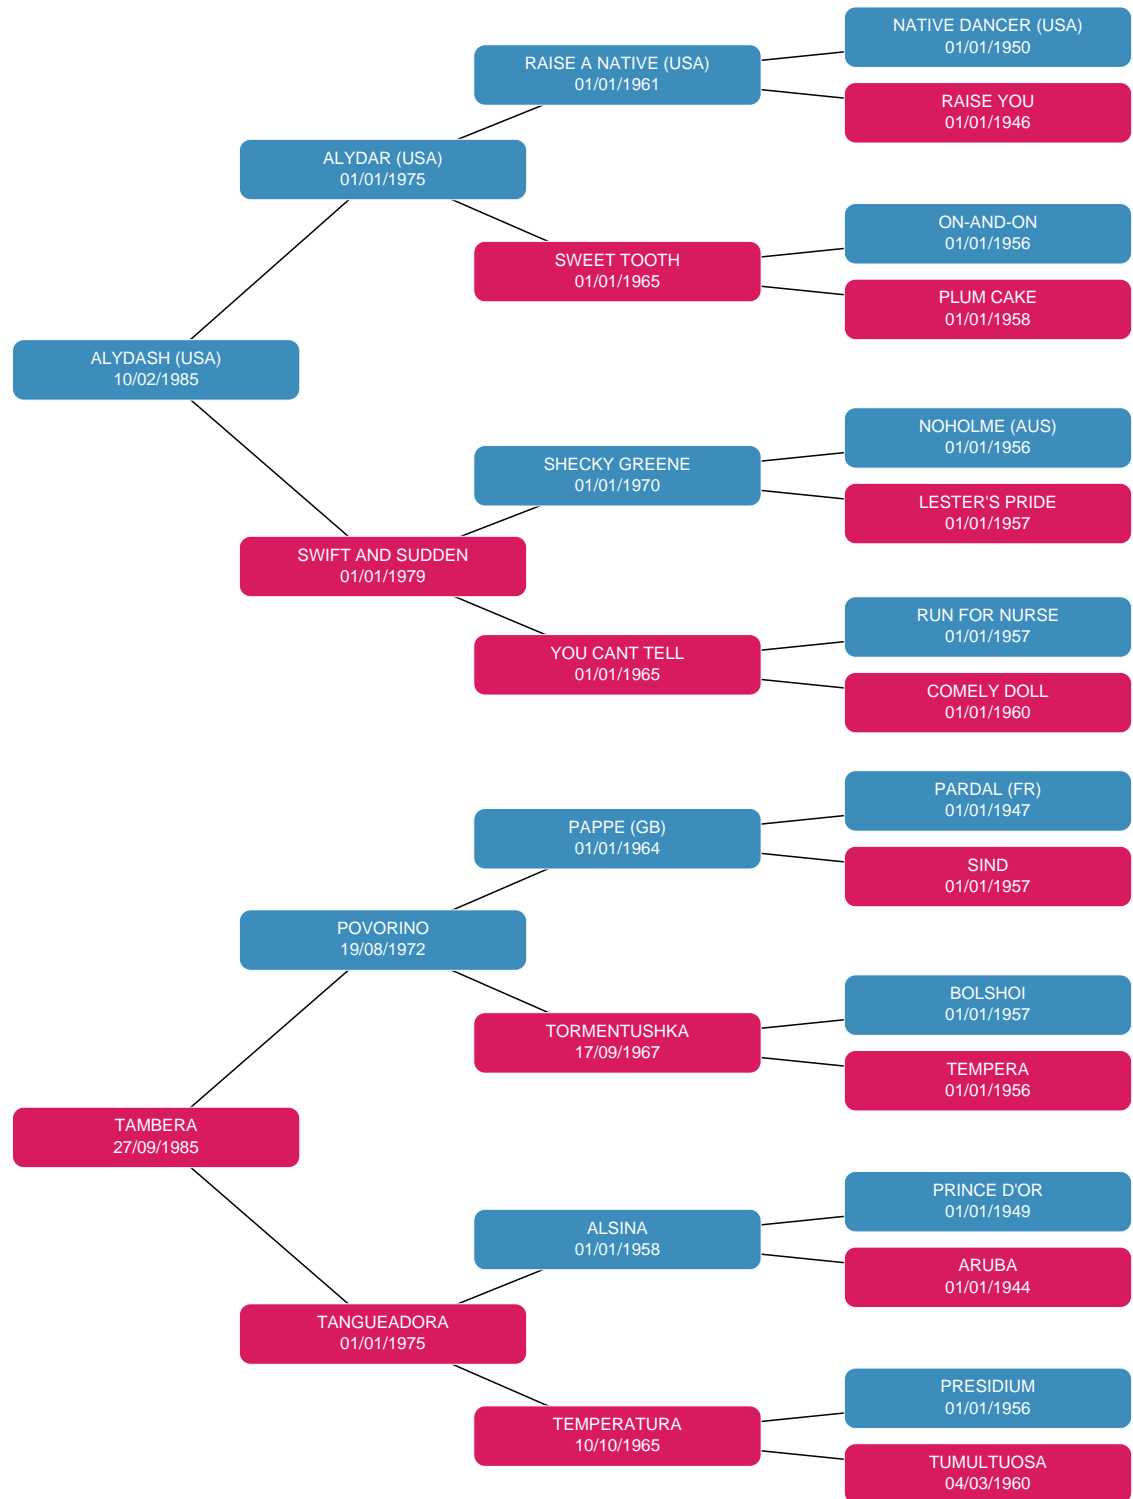 NATIVE DANCER (USA)
01/01/1950
RAISE A NATIVE (USA)
01/01/1961
RAISE YOU
01/01/1946
ALYDAR (USA)
01/01/1975
ON-AND-ON
01/01/1956
SWEET TOOTH
01/01/1965
PLUM CAKE
01/01/1958
ALYDASH (USA)
10/02/1985
NOHOLME (AUS)
01/01/1956
SHECKY GREENE
01/01/1970
LESTER'S PRIDE
01/01/1957
SWIFT AND SUDDEN
01/01/1979
RUN FOR NURSE
01/01/1957
YOU CANT TELL
01/01/1965
COMELY DOLL
01/01/1960
PARDAL (FR)
01/01/1947
PAPPE (GB)
01/01/1964
SIND
01/01/1957
POVORINO
19/08/1972
BOLSHOI
01/01/1957
TORMENTUSHKA
17/09/1967
TEMPERA
01/01/1956
TAMBERA
27/09/1985
PRINCE D'OR
01/01/1949
ALSINA
01/01/1958
ARUBA
01/01/1944
TANGUEADORA
01/01/1975
PRESIDIUM
01/01/1956
TEMPERATURA
10/10/1965
TUMULTUOSA
04/03/1960